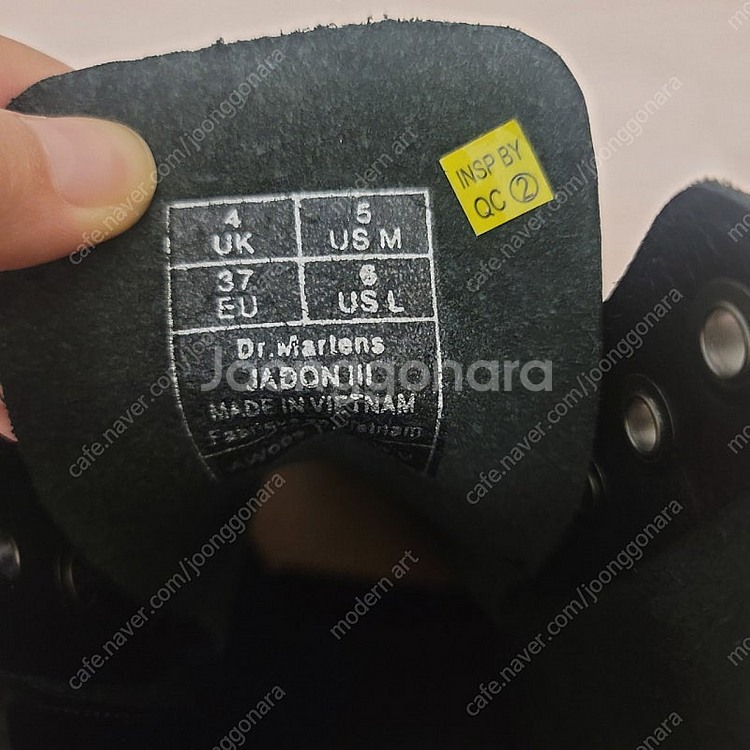 INSP BY
QC ②
4 5
UK US M
37 6
EU US L
Dr.Martens
JADON III
MADE IN VIETNAM
Joonggonara
cafe.naver.com/joonggonara
modern art